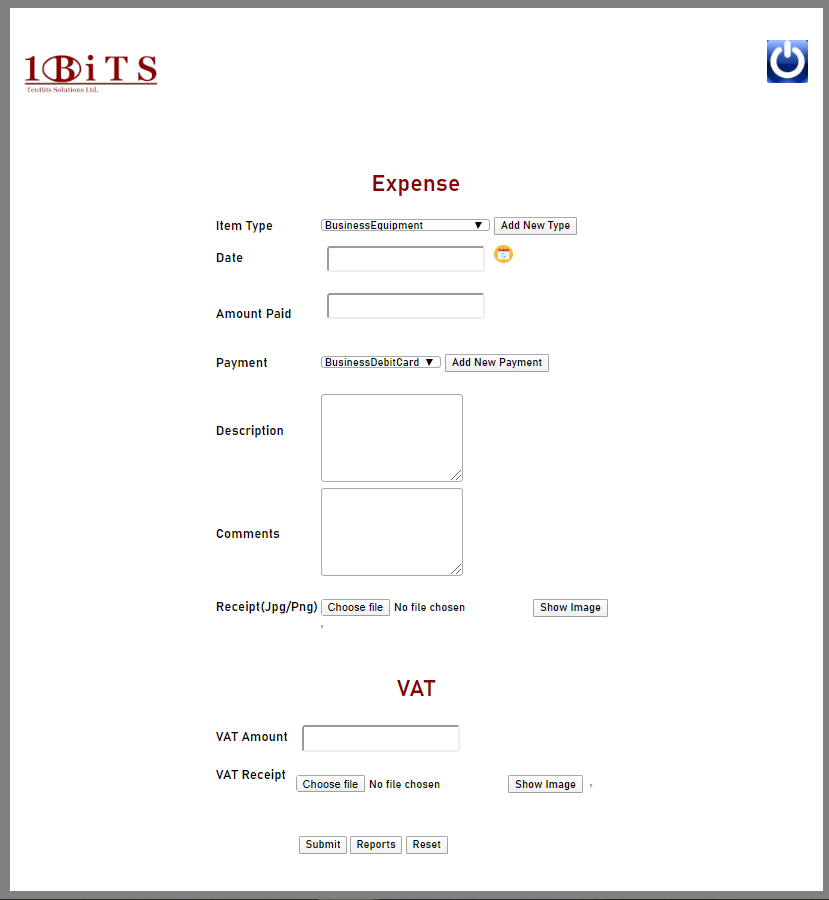 1BiTS
TenBits Solutions Ltd.
Expense
Item Type BusinessEquipment ▼ Add New Type
Date
Amount Paid
Payment BusinessDebitCard ▼ Add New Payment
Description
Comments
Receipt(Jpg/Png) Choose file No file chosen Show Image
,
VAT
VAT Amount
VAT Receipt Choose file No file chosen Show Image ,
Submit Reports Reset